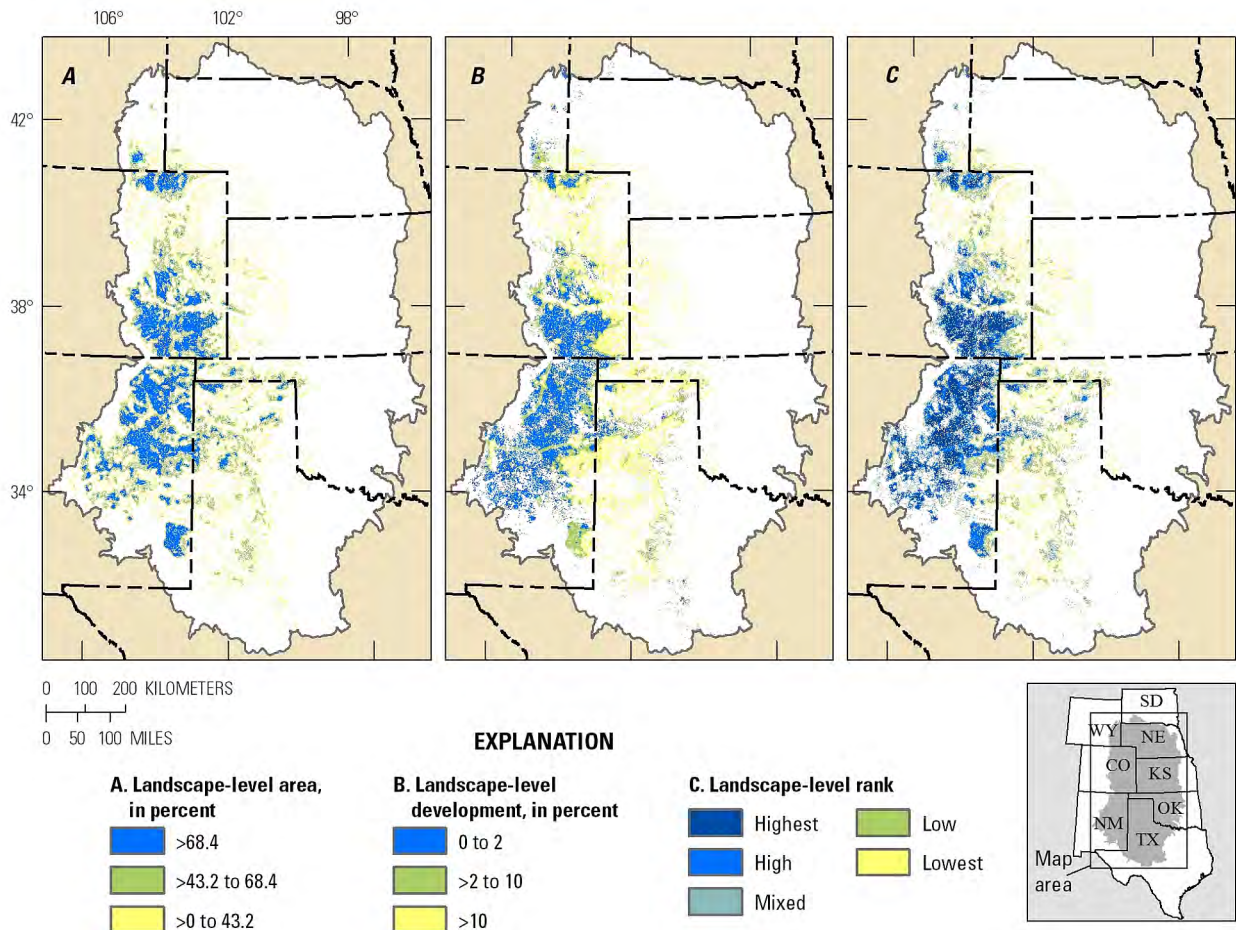 106° 102° 98°
A B C
42°
38°
34°
0 100 200 KILOMETERS
0 50 100 MILES
EXPLANATION
A. Landscape-level area,
in percent
>68.4
>43.2 to 68.4
>0 to 43.2
B. Landscape-level
development, in percent
0 to 2
>2 to 10
>10
C. Landscape-level rank
Highest
High
Mixed
Low
Lowest
SD
WY NE
CO KS
OK
NM TX
Map
area